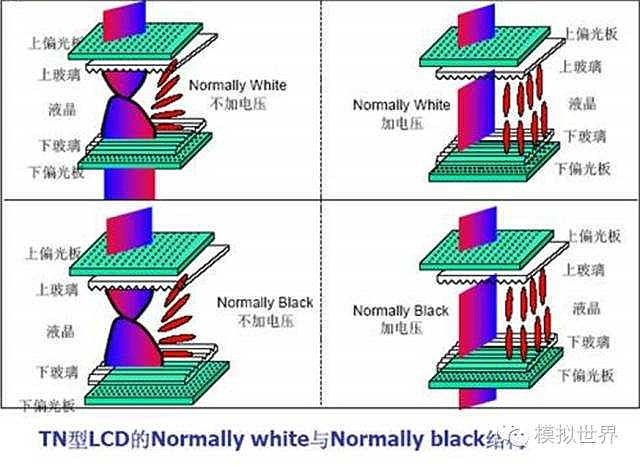 上偏光板
上玻璃
液晶
下玻璃
下偏光板
Normally White
不加电压
上偏光板
上玻璃
液晶
下玻璃
下偏光板
Normally White
加电压
上偏光板
上玻璃
液晶
下玻璃
下偏光板
Normally Black
不加电压
上偏光板
上玻璃
液晶
下玻璃
下偏光板
Normally Black
加电压
TN型LCD的Normally white与Normally black结构
模拟世界